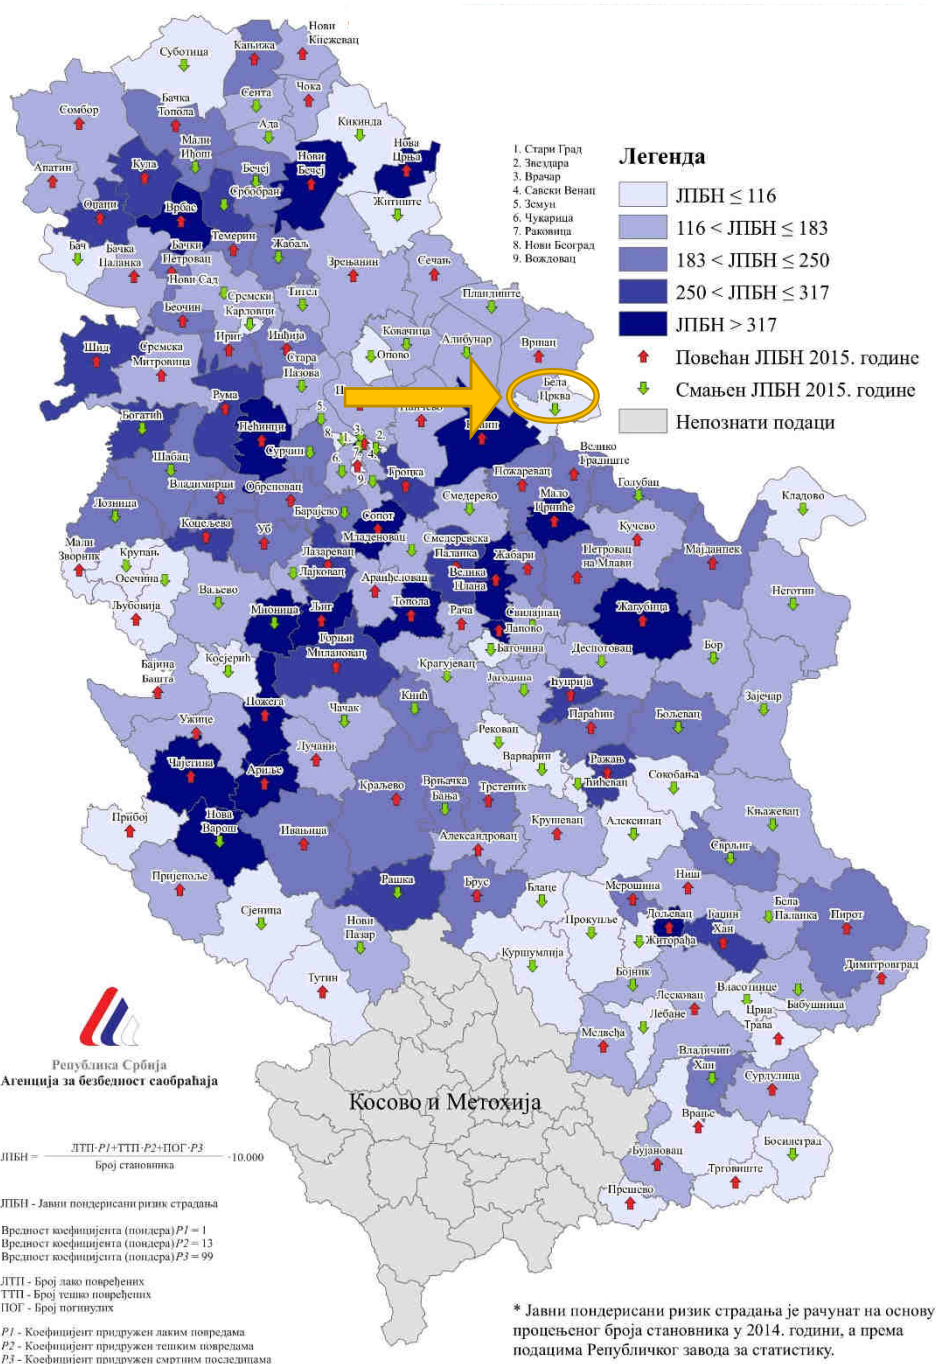 Суботица
Кањижа
Нови
Кнежевац
Сента
Чока
Сомбор
Бачка
Топола
Ада
Кикинда
Мали
Иђош
Нова
Црња
Апатин
Кула
Бечеј
Нови
Бечеј
Србобран
Житиште
Оџаци
Врбас
Темерин
Бач
Бачка
Паланка
Бачки
Петровац
Жабаљ
Зрењанин
Сечањ
Нови Сад
Сремски
Карловци
Тител
Пландиште
Беочин
Ириг
Инђија
Ковачица
Опово
Алибунар
Вршац
Шид
Сремска
Митровица
Стара
Пазова
Бела
Црква
Рума
Богатић
Пећинци
Сурчин
5.
8.
1.
3.
2.
7.
6.
4.
9.
Шабац
Владимирци
Обреновац
Гроцка
Пожаревац
Велико
Градиште
Голубац
Кладово
Лозница
Барајево
Сопот
Смедерево
Мало
Црниће
Коцељева
Уб
Младеновац
Смедеревска
Паланка
Кучево
Мали
Зворник
Крупањ
Осечина
Лазаревац
Лајковац
Аранђеловац
Велика
Плана
Жабари
Петровац
на Млави
Мајданпек
Љубовија
Ваљево
Мионица
Љиг
Топола
Рача
Свилајнац
Лапово
Жагубица
Неготин
Бајина
Башта
Косјерић
Горњи
Милановац
Баточина
Крагујевац
Деспотовац
Бор
Јагодина
Ћуприја
Пожега
Чачак
Кнић
Параћин
Бољевац
Зајечар
Ужице
Лучани
Рековац
Варварин
Ражањ
Чајетина
Ариље
Краљево
Врњачка
Бања
Трстеник
Ћићевац
Сокобања
Прибој
Нова
Варош
Ивањица
Александровац
Крушевац
Алексинац
Књажевац
Сврљиг
Пријепоље
Рашка
Брус
Блаце
Мерошина
Ниш
Бела
Паланка
Пирот
Сјеница
Нови
Пазар
Прокупље
Дољевац
Гаџин
Хан
Житорађа
Куршумлија
Димитровград
Тутин
Бојник
Лесковац
Власотинце
Бабушница
Црна
Трава
Лебане
Медвеђа
Владичин
Хан
Сурдулица
Врање
Босилеград
Бујановац
Трговиште
Прешево
Косово и Метохија
1. Стари Град
2. Звездара
3. Врачар
4. Савски Венац
5. Земун
6. Чукарица
7. Раковица
8. Нови Београд
9. Вождовац
Легенда
ЈПБН ≤ 116
116 < ЈПБН ≤ 183
183 < ЈПБН ≤ 250
250 < ЈПБН ≤ 317
ЈПБН > 317
Повећан ЈПБН 2015. године
Смањен ЈПБН 2015. године
Непознати подаци
Република Србија
Агенција за безбедност саобраћаја
ЈПБН = ЛТП·P1+ТТП·P2+ПОГ·P3 / Број становника ·10.000
ЈПБН - Јавни пондерисани ризик страдања
Вредност коефицијента (пондера) P1 = 1
Вредност коефицијента (пондера) P2 = 13
Вредност коефицијента (пондера) P3 = 99
ЛТП - Број лако повређених
ТТП - Број тешко повређених
ПОГ - Број погинулих
P1 - Коефицијент придружен лаким повредама
P2 - Коефицијент придружен тешким повредама
P3 - Коефицијент придружен смртним последицама
* Јавни пондерисани ризик страдања је рачунат на основу
процењеног броја становника у 2014. години, а према
подацима Републичког завода за статистику.